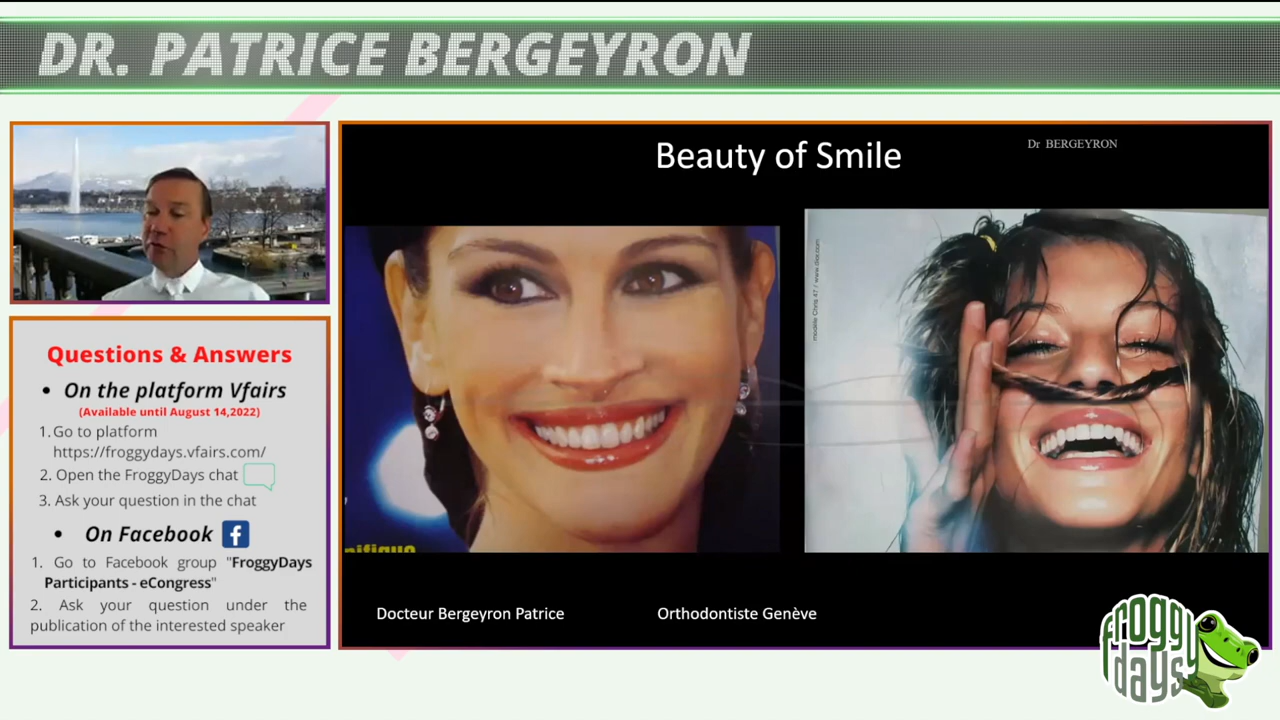 DR. PATRICE BERGEYRON
Beauty of Smile
Dr BERGEYRON
Questions & Answers
• On the platform Vfairs
(Available until August 14,2022)
1. Go to platform
https://froggydays.vfairs.com/
2. Open the FroggyDays chat
3. Ask your question in the chat
• On Facebook f
1. Go to Facebook group "FroggyDays
Participants - eCongress"
2. Ask your question under the
publication of the interested speaker
Docteur Bergeyron Patrice
Orthodontiste Genève
froggy
days